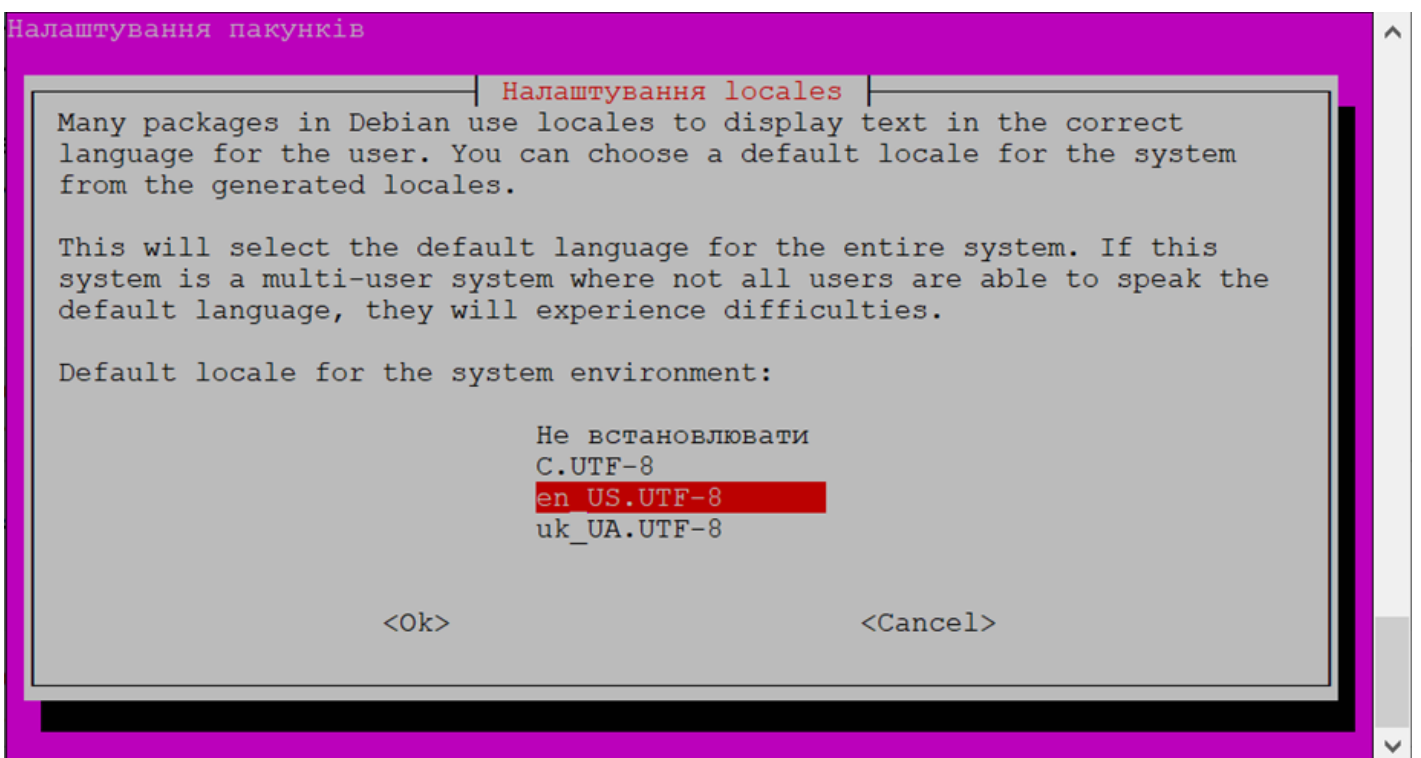 Налаштування пакунків
Налаштування locales
Many packages in Debian use locales to display text in the correct
language for the user. You can choose a default locale for the system
from the generated locales.
This will select the default language for the entire system. If this
system is a multi-user system where not all users are able to speak the
default language, they will experience difficulties.
Default locale for the system environment:
Не встановлювати
C.UTF-8
en_US.UTF-8
uk_UA.UTF-8
<Ok> <Cancel>